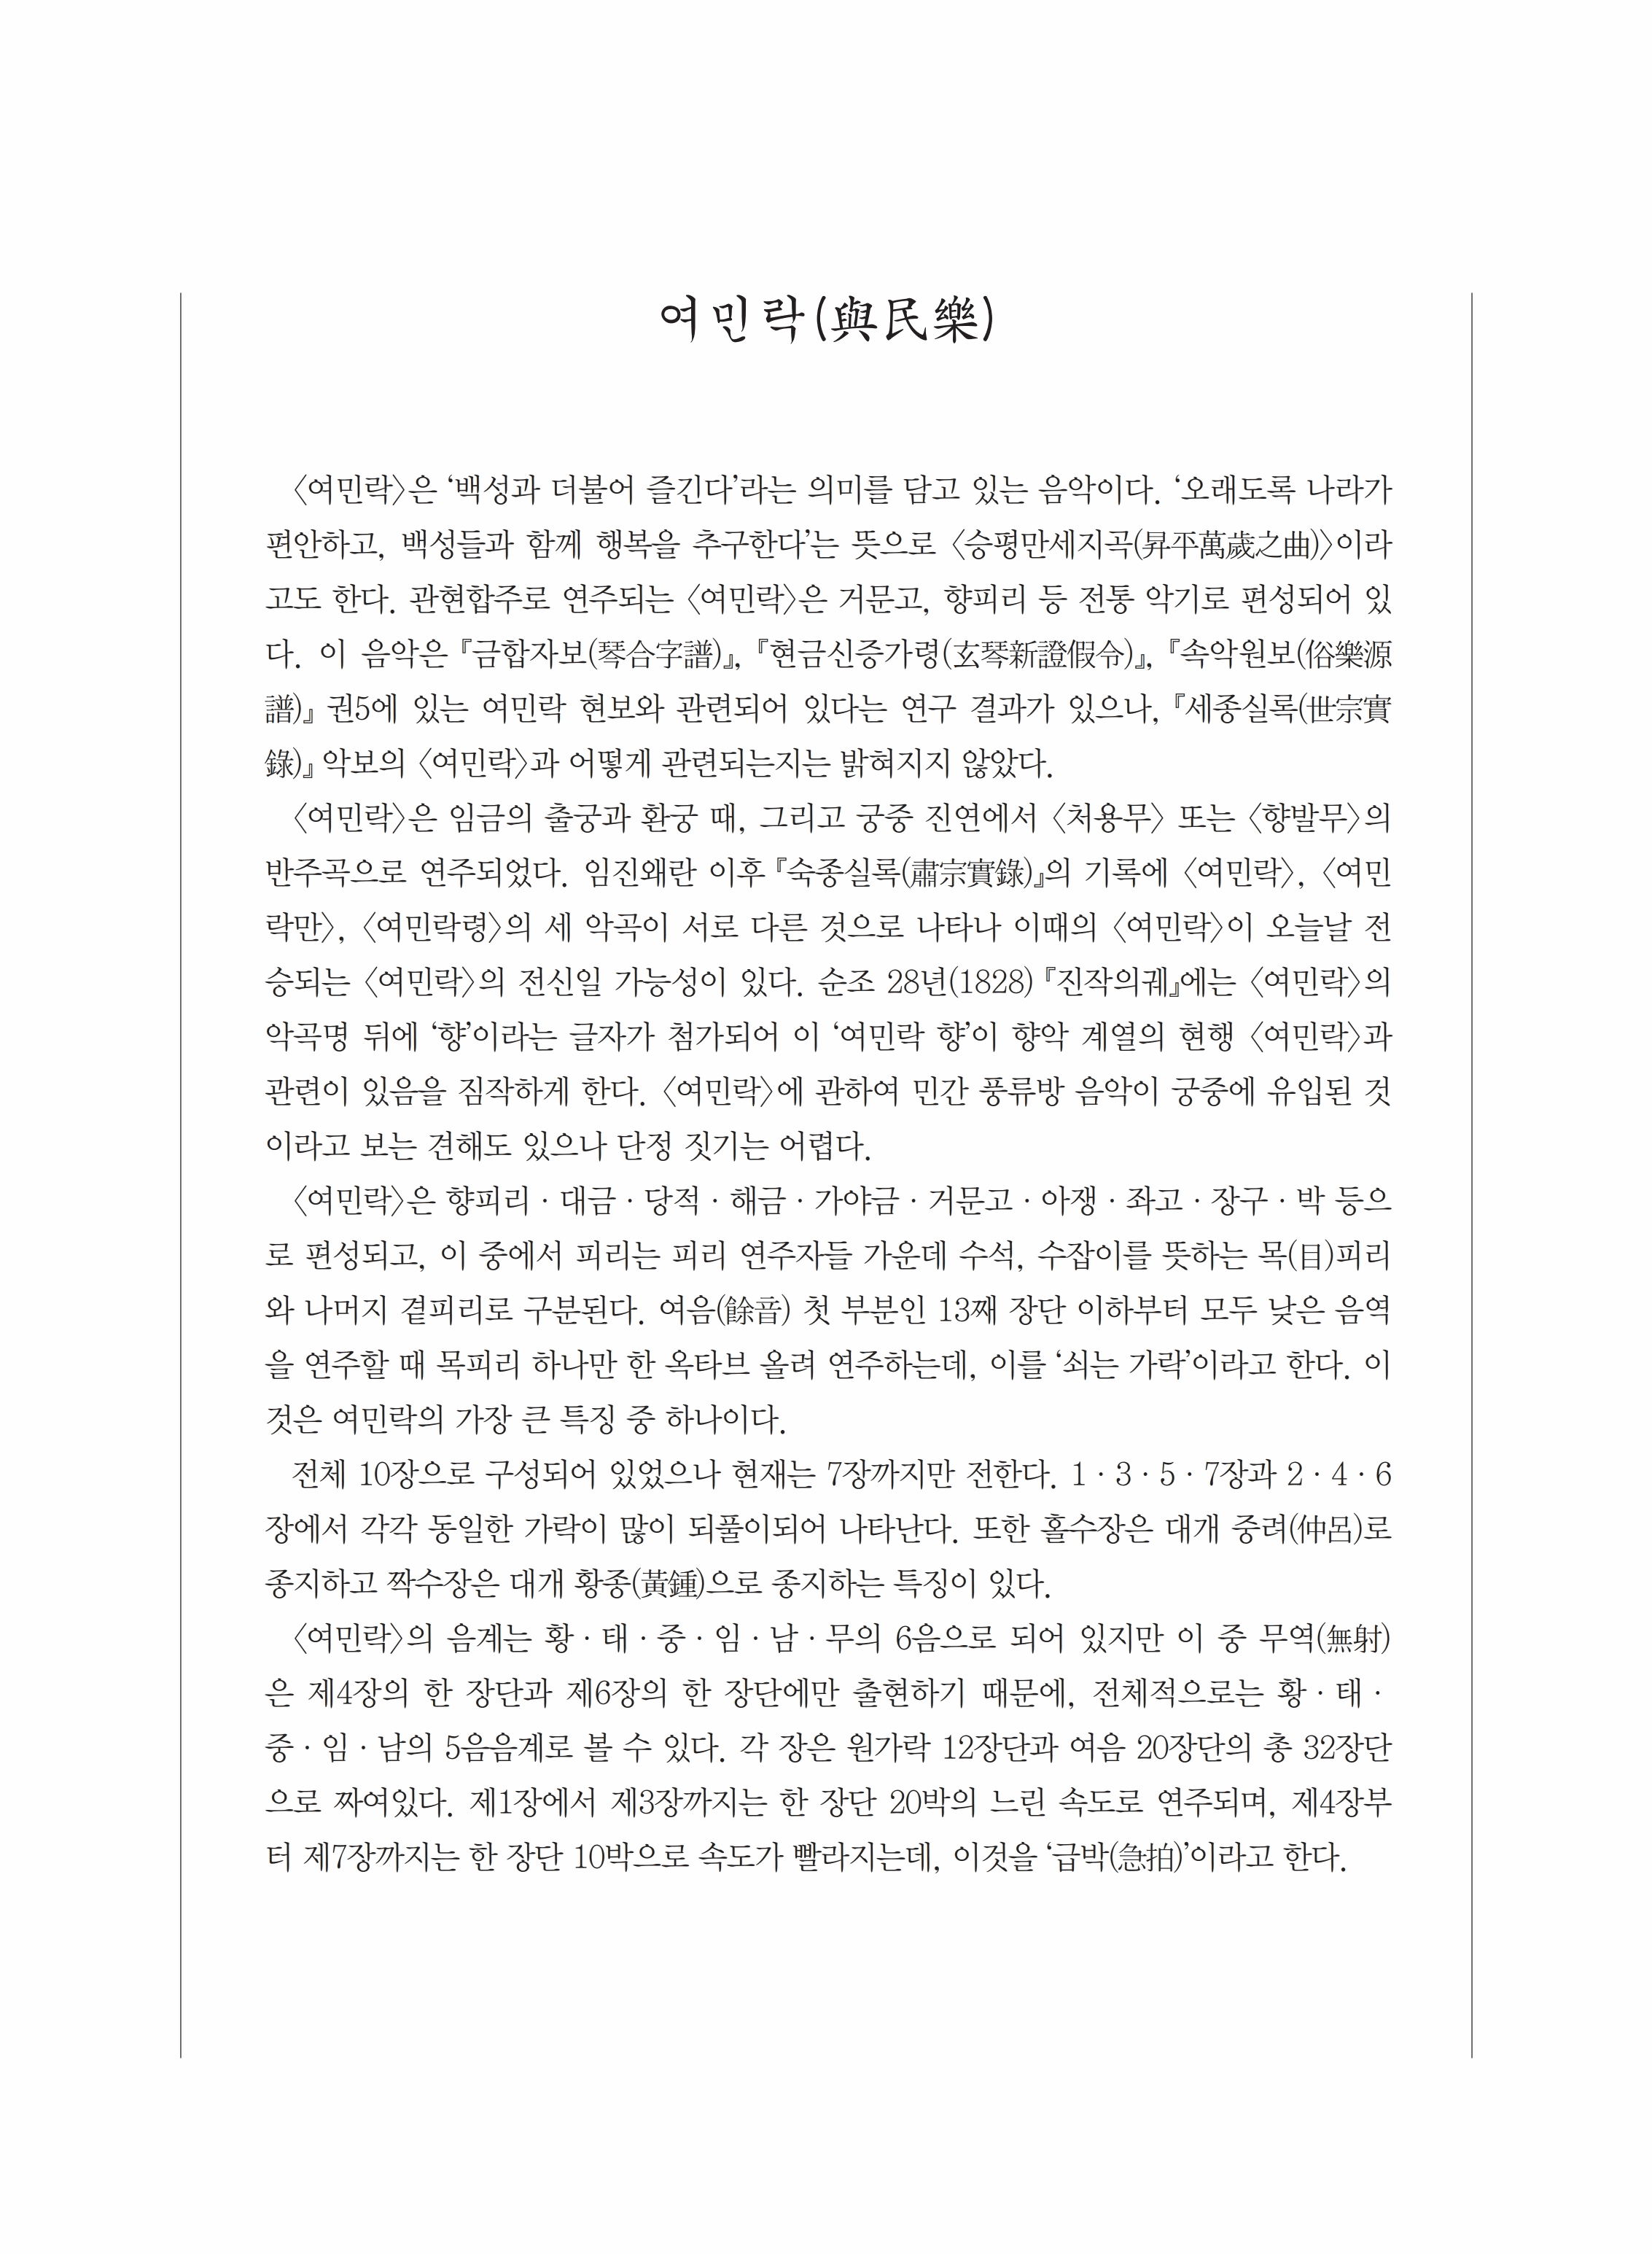 여민락(與民樂)
〈여민락〉은 ‘백성과 더불어 즐긴다’라는 의미를 담고 있는 음악이다. ‘오래도록 나라가
편안하고, 백성들과 함께 행복을 추구한다’는 뜻으로 〈승평만세지곡(昇平萬歲之曲)〉이라
고도 한다. 관현합주로 연주되는 〈여민락〉은 거문고, 향피리 등 전통 악기로 편성되어 있
다. 이 음악은 『금합자보(琴合字譜)』, 『현금신증가령(玄琴新證假令)』, 『속악원보(俗樂源
譜)』 권5에 있는 여민락 현보와 관련되어 있다는 연구 결과가 있으나, 『세종실록(世宗實
錄)』 악보의 〈여민락〉과 어떻게 관련되는지는 밝혀지지 않았다.
〈여민락〉은 임금의 출궁과 환궁 때, 그리고 궁중 진연에서 〈처용무〉 또는 〈향발무〉의
반주곡으로 연주되었다. 임진왜란 이후 『숙종실록(肅宗實錄)』의 기록에 〈여민락〉, 〈여민
락만〉, 〈여민락령〉의 세 악곡이 서로 다른 것으로 나타나 이때의 〈여민락〉이 오늘날 전
승되는 〈여민락〉의 전신일 가능성이 있다. 순조 28년(1828) 『진작의궤』에는 〈여민락〉의
악곡명 뒤에 ‘향’이라는 글자가 첨가되어 이 ‘여민락 향’이 향악 계열의 현행 〈여민락〉과
관련이 있음을 짐작하게 한다. 〈여민락〉에 관하여 민간 풍류방 음악이 궁중에 유입된 것
이라고 보는 견해도 있으나 단정 짓기는 어렵다.
〈여민락〉은 향피리 · 대금 · 당적 · 해금 · 가야금 · 거문고 · 아쟁 · 좌고 · 장구 · 박 등으
로 편성되고, 이 중에서 피리는 피리 연주자들 가운데 수석, 수잡이를 뜻하는 목(目)피리
와 나머지 곁피리로 구분된다. 여음(餘音) 첫 부분인 13째 장단 이하부터 모두 낮은 음역
을 연주할 때 목피리 하나만 한 옥타브 올려 연주하는데, 이를 ‘쇠는 가락’이라고 한다. 이
것은 여민락의 가장 큰 특징 중 하나이다.
전체 10장으로 구성되어 있었으나 현재는 7장까지만 전한다. 1 · 3 · 5 · 7장과 2 · 4 · 6
장에서 각각 동일한 가락이 많이 되풀이되어 나타난다. 또한 홀수장은 대개 중려(仲呂)로
종지하고 짝수장은 대개 황종(黃鍾)으로 종지하는 특징이 있다.
〈여민락〉의 음계는 황 · 태 · 중 · 임 · 남 · 무의 6음으로 되어 있지만 이 중 무역(無射)
은 제4장의 한 장단과 제6장의 한 장단에만 출현하기 때문에, 전체적으로는 황 · 태 ·
중 · 임 · 남의 5음음계로 볼 수 있다. 각 장은 원가락 12장단과 여음 20장단의 총 32장단
으로 짜여있다. 제1장에서 제3장까지는 한 장단 20박의 느린 속도로 연주되며, 제4장부
터 제7장까지는 한 장단 10박으로 속도가 빨라지는데, 이것을 ‘급박(急拍)’이라고 한다.